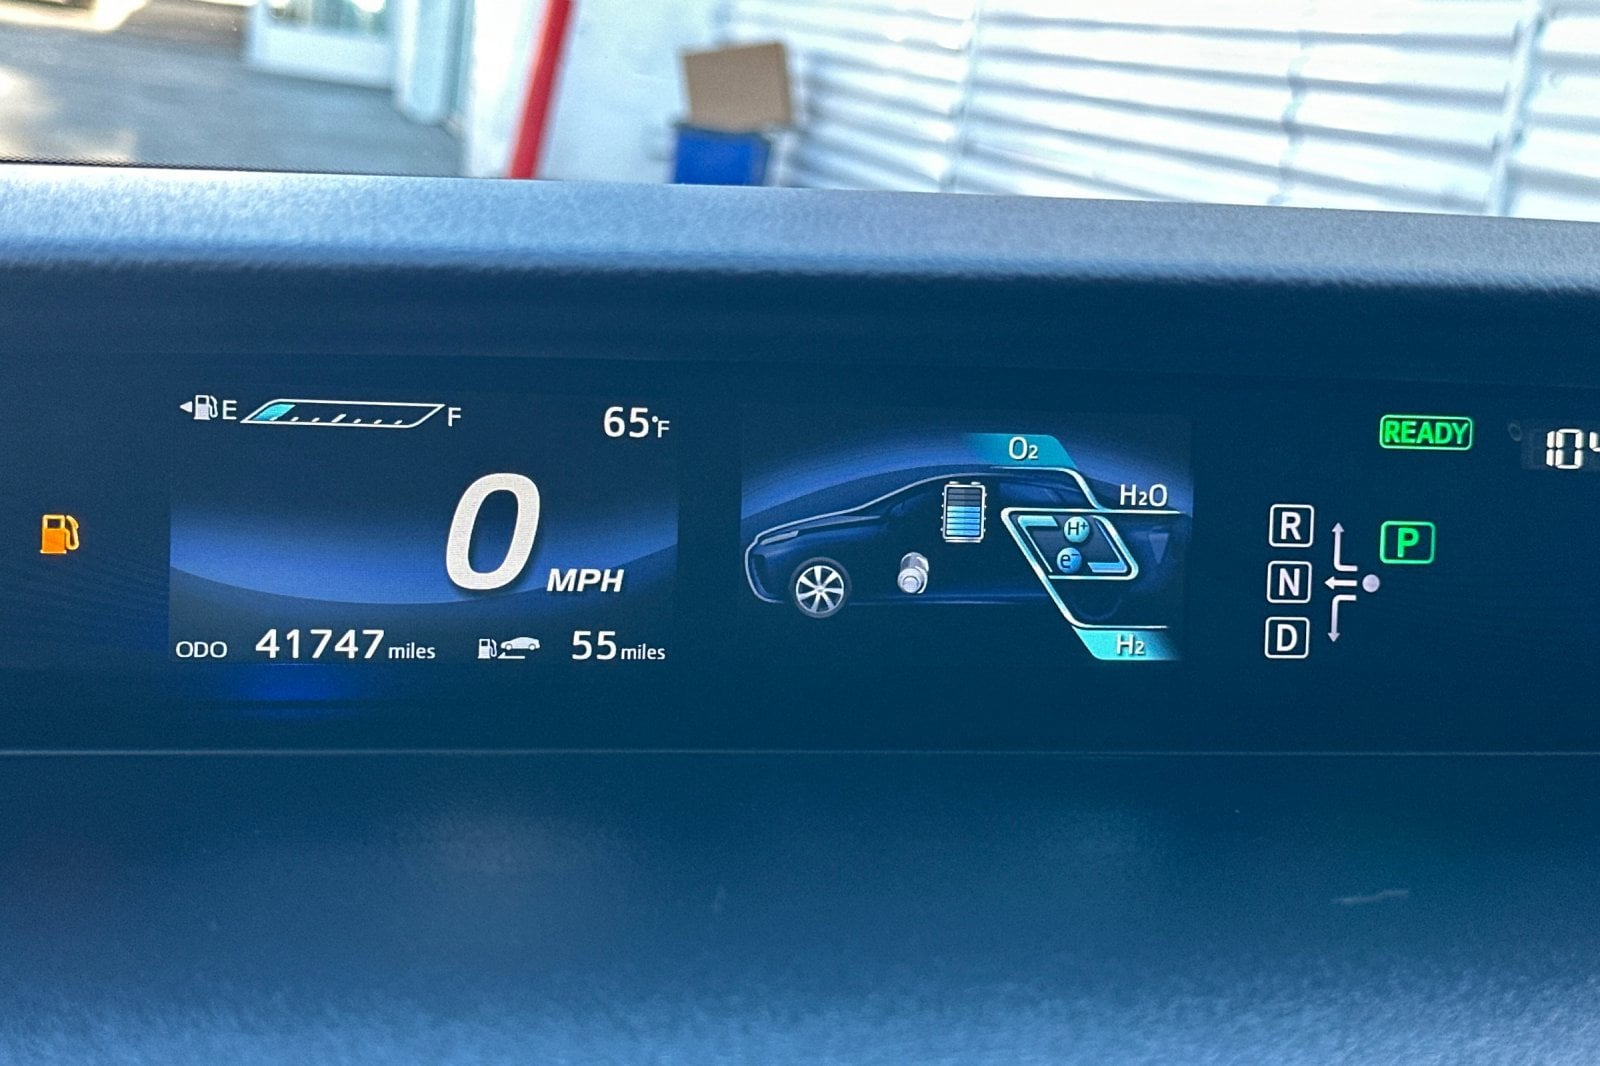 E F 65°F
0 MPH
ODO 41747 miles 55 miles
O₂
H₂O
H⁺
e⁻
H₂
READY
R
N
D
P